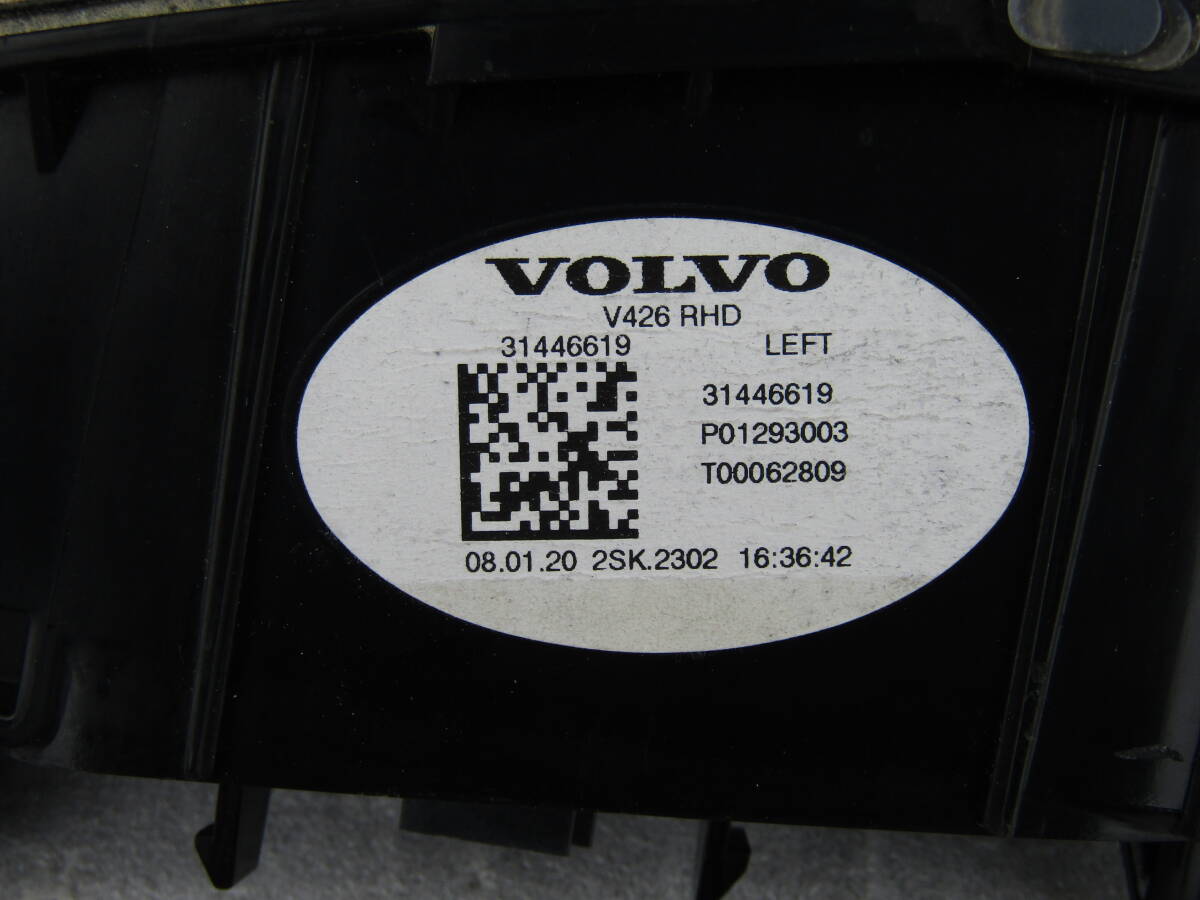 VOLVO
V426 RHD
31446619 LEFT
31446619
P01293003
T00062809
08.01.20 2SK.2302 16:36:42